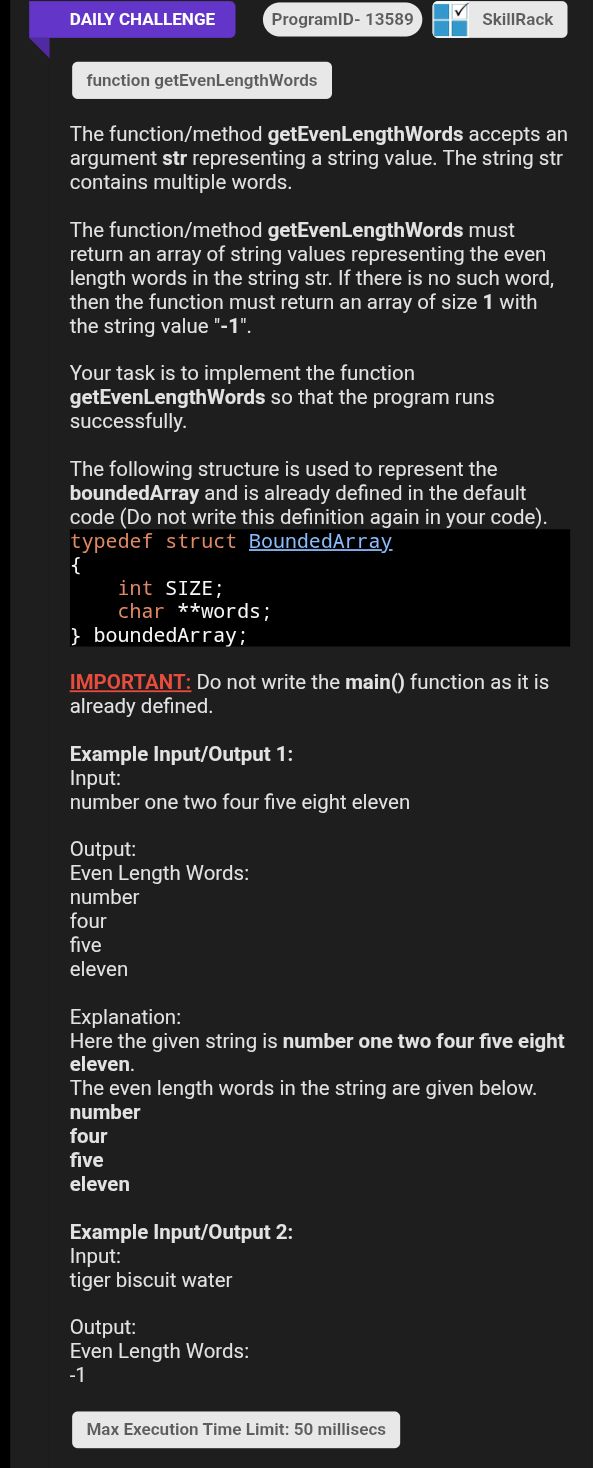 DAILY CHALLENGE
ProgramID- 13589
SkillRack
function getEvenLengthWords
The function/method getEvenLengthWords accepts an
argument str representing a string value. The string str
contains multiple words.
The function/method getEvenLengthWords must
return an array of string values representing the even
length words in the string str. If there is no such word,
then the function must return an array of size 1 with
the string value "-1".
Your task is to implement the function
getEvenLengthWords so that the program runs
successfully.
The following structure is used to represent the
boundedArray and is already defined in the default
code (Do not write this definition again in your code).
typedef struct BoundedArray
{
int SIZE;
char **words;
} boundedArray;
IMPORTANT: Do not write the main() function as it is
already defined.
Example Input/Output 1:
Input:
number one two four five eight eleven
Output:
Even Length Words:
number
four
five
eleven
Explanation:
Here the given string is number one two four five eight
eleven.
The even length words in the string are given below.
number
four
five
eleven
Example Input/Output 2:
Input:
tiger biscuit water
Output:
Even Length Words:
-1
Max Execution Time Limit: 50 millisecs